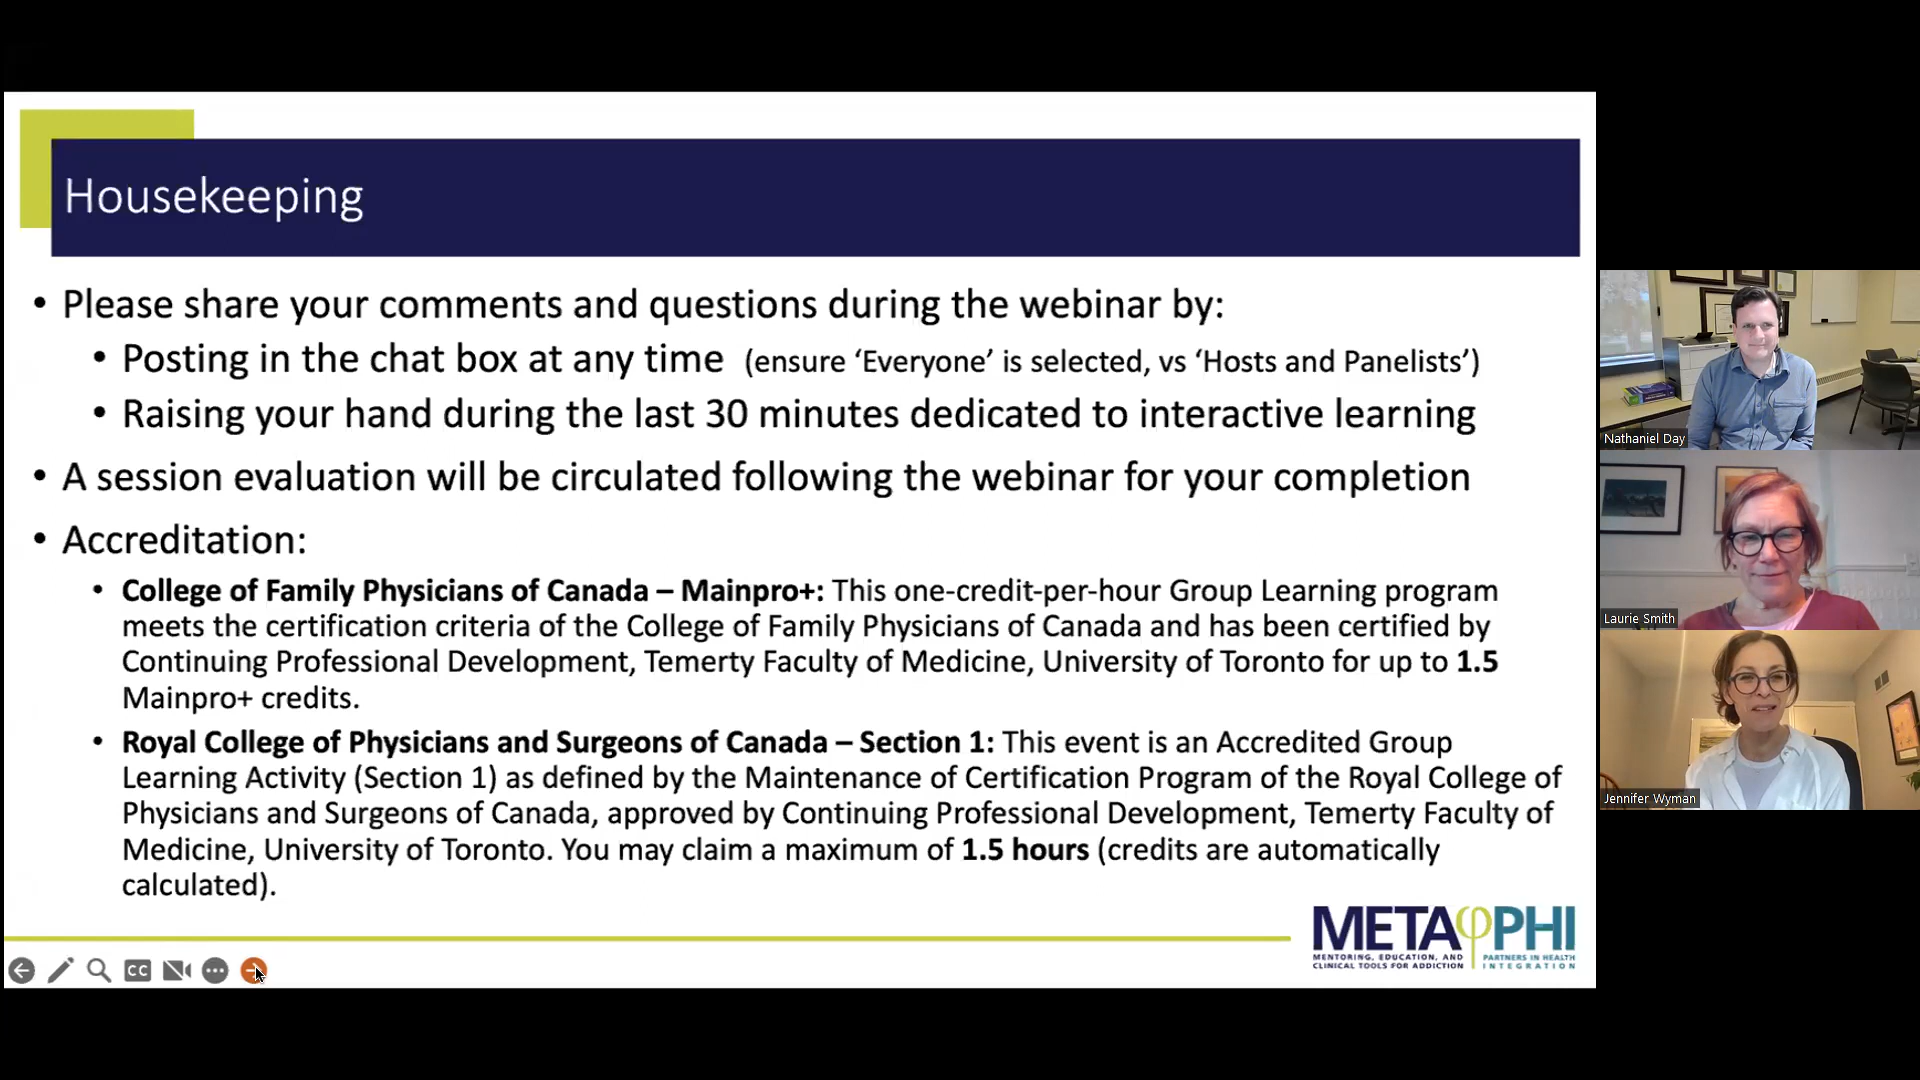 Housekeeping
• Please share your comments and questions during the webinar by:
• Posting in the chat box at any time (ensure ‘Everyone’ is selected, vs ‘Hosts and Panelists’)
• Raising your hand during the last 30 minutes dedicated to interactive learning
• A session evaluation will be circulated following the webinar for your completion
• Accreditation:
• College of Family Physicians of Canada – Mainpro+: This one-credit-per-hour Group Learning program
meets the certification criteria of the College of Family Physicians of Canada and has been certified by
Continuing Professional Development, Temerty Faculty of Medicine, University of Toronto for up to 1.5
Mainpro+ credits.
• Royal College of Physicians and Surgeons of Canada – Section 1: This event is an Accredited Group
Learning Activity (Section 1) as defined by the Maintenance of Certification Program of the Royal College of
Physicians and Surgeons of Canada, approved by Continuing Professional Development, Temerty Faculty of
Medicine, University of Toronto. You may claim a maximum of 1.5 hours (credits are automatically
calculated).
METAφPHI
MENTORING, EDUCATION, AND
CLINICAL TOOLS FOR ADDICTION
PARTNERS IN HEALTH
INTEGRATION
CC
Nathaniel Day
Laurie Smith
Jennifer Wyman